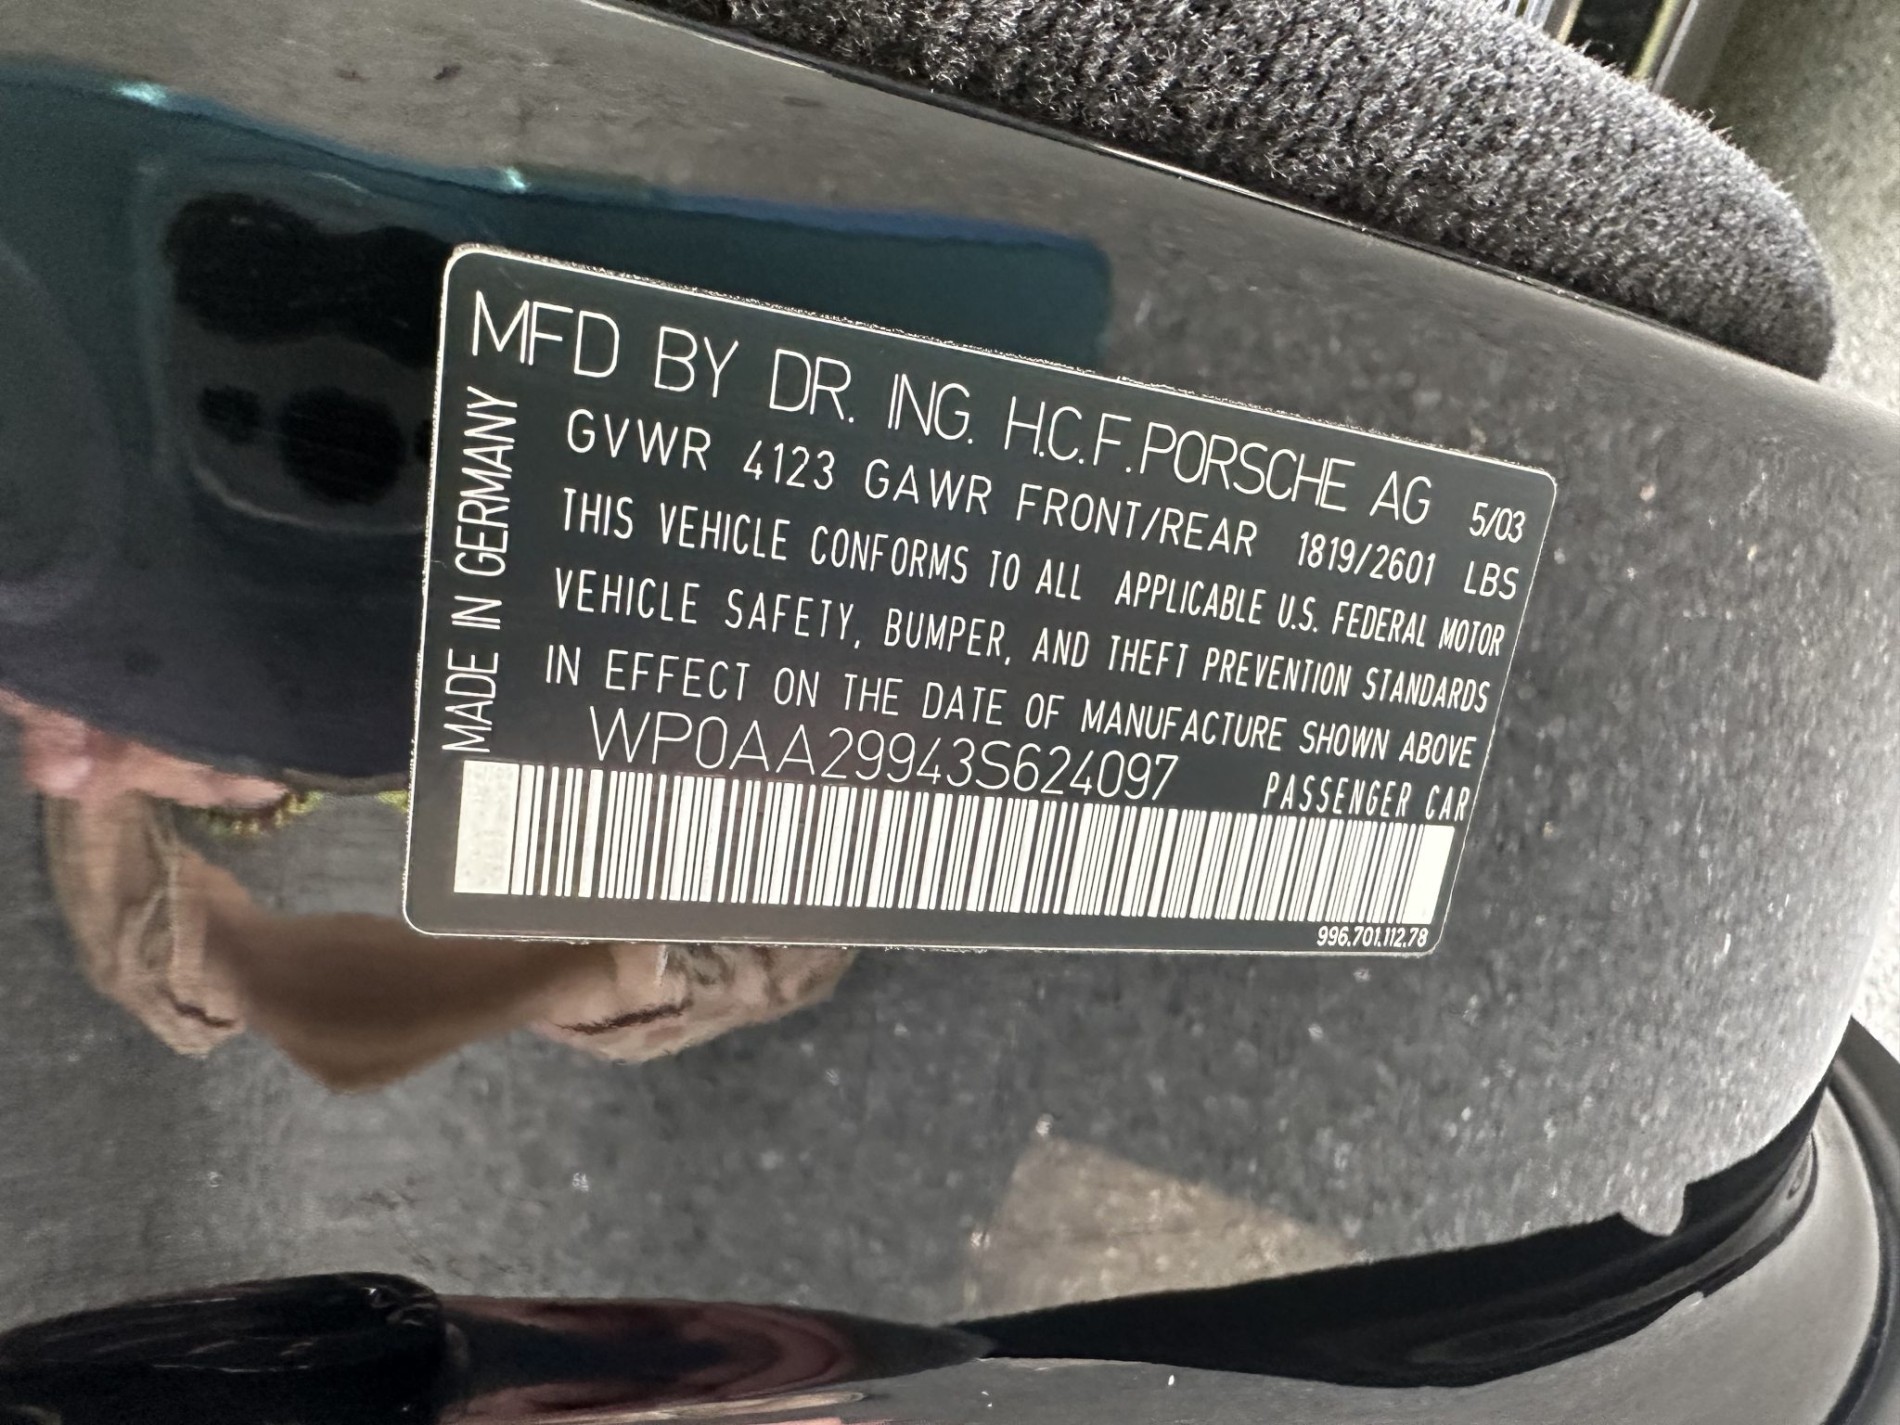 MFD BY DR. ING. H.C.F. PORSCHE AG 5/03
GVWR 4123 GAWR FRONT/REAR 1819/2601 LBS
THIS VEHICLE CONFORMS TO ALL APPLICABLE U.S. FEDERAL MOTOR
VEHICLE SAFETY, BUMPER, AND THEFT PREVENTION STANDARDS
IN EFFECT ON THE DATE OF MANUFACTURE SHOWN ABOVE
WP0AA29943S624097 PASSENGER CAR
996.701.112.78
MADE IN GERMANY